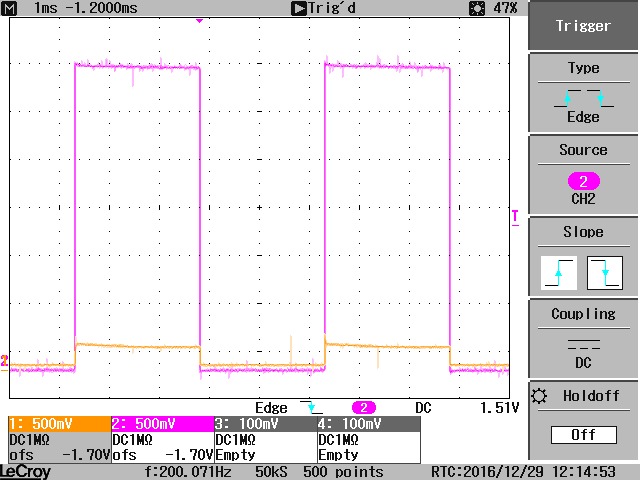 M 1ms -1.2000ms Trig'd 47%
Trigger
Type
Edge
Source
2
CH2
T
Slope
Coupling
DC
2
Holdoff
Off
Edge 2 DC 1.51V
1: 500mV 2: 500mV 3: 100mV 4: 100mV
DC1MΩ DC1MΩ DC1MΩ DC1MΩ
ofs -1.70V ofs -1.70V Empty Empty
LeCroy f:200.071Hz 50kS 500 points RTC:2016/12/29 12:14:53